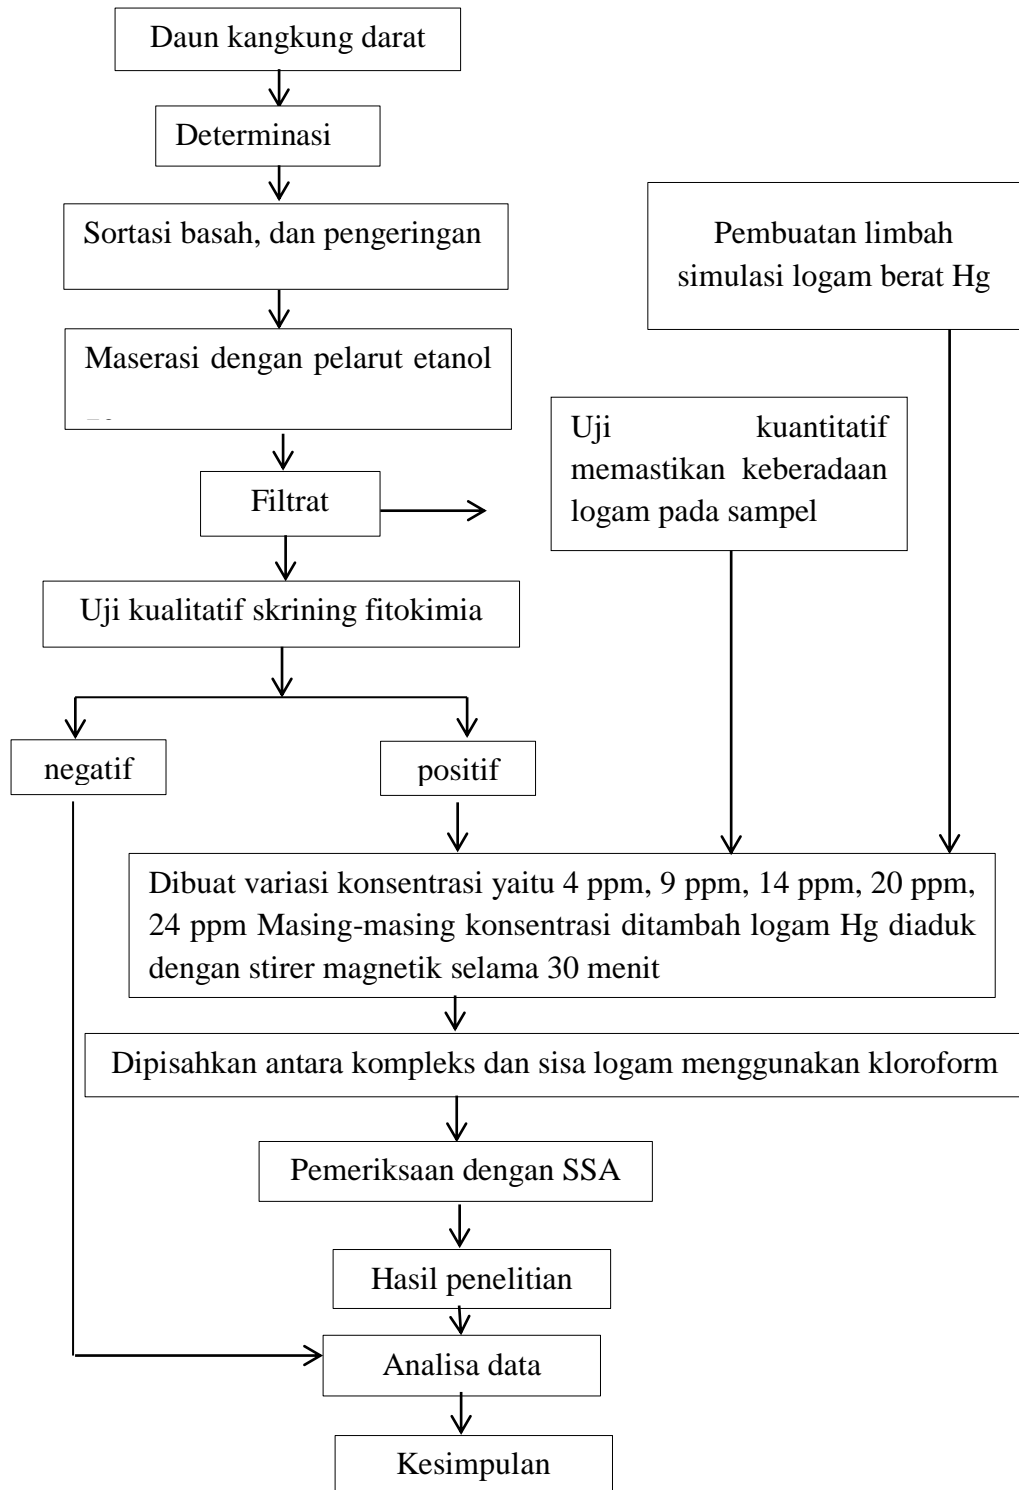 Daun kangkung darat
Determinasi
Sortasi basah, dan pengeringan
Maserasi dengan pelarut etanol
Filtrat
Uji kualitatif skrining fitokimia
negatif
positif
Pembuatan limbah
simulasi logam berat Hg
Uji kuantitatif
memastikan keberadaan
logam pada sampel
Dibuat variasi konsentrasi yaitu 4 ppm, 9 ppm, 14 ppm, 20 ppm,
24 ppm Masing-masing konsentrasi ditambah logam Hg diaduk
dengan stirer magnetik selama 30 menit
Dipisahkan antara kompleks dan sisa logam menggunakan kloroform
Pemeriksaan dengan SSA
Hasil penelitian
Analisa data
Kesimpulan